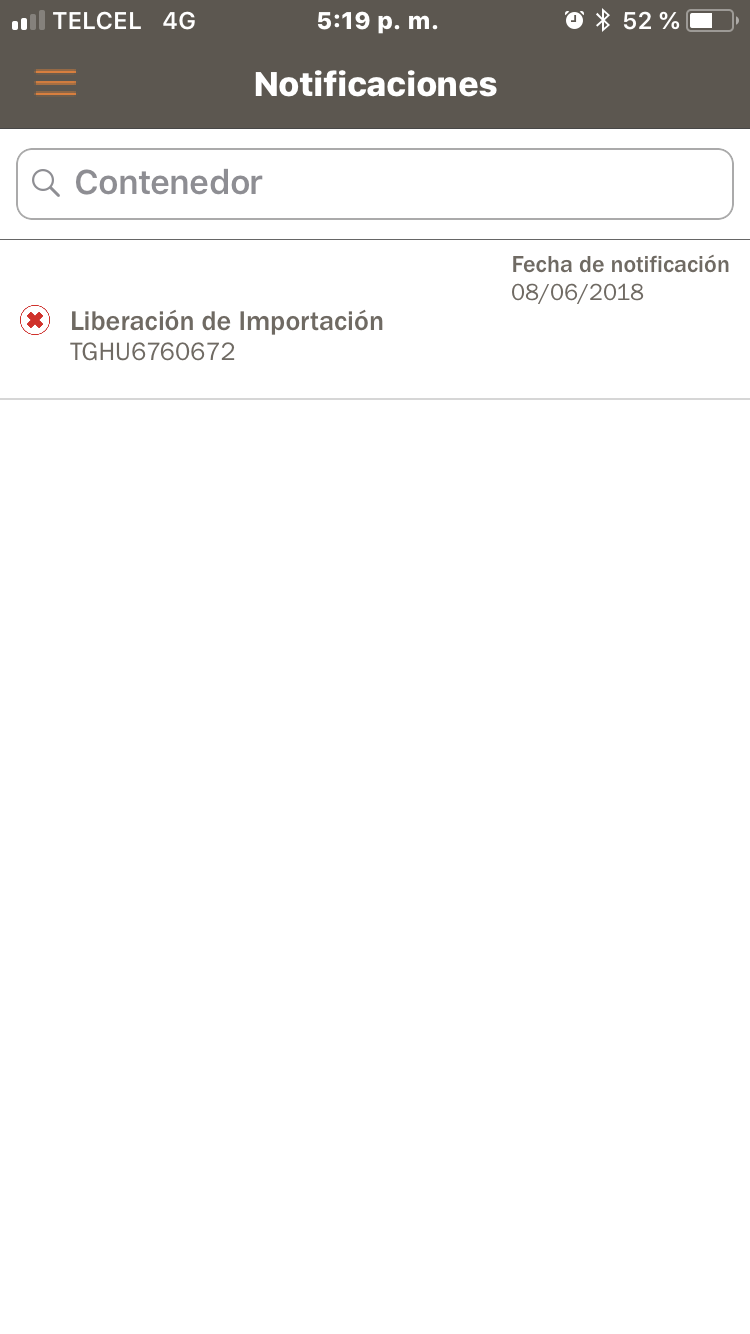 TELCEL 4G 5:19 p. m. 52 %
Notificaciones
Contenedor
Fecha de notificación
08/06/2018
Liberación de Importación
TGHU6760672